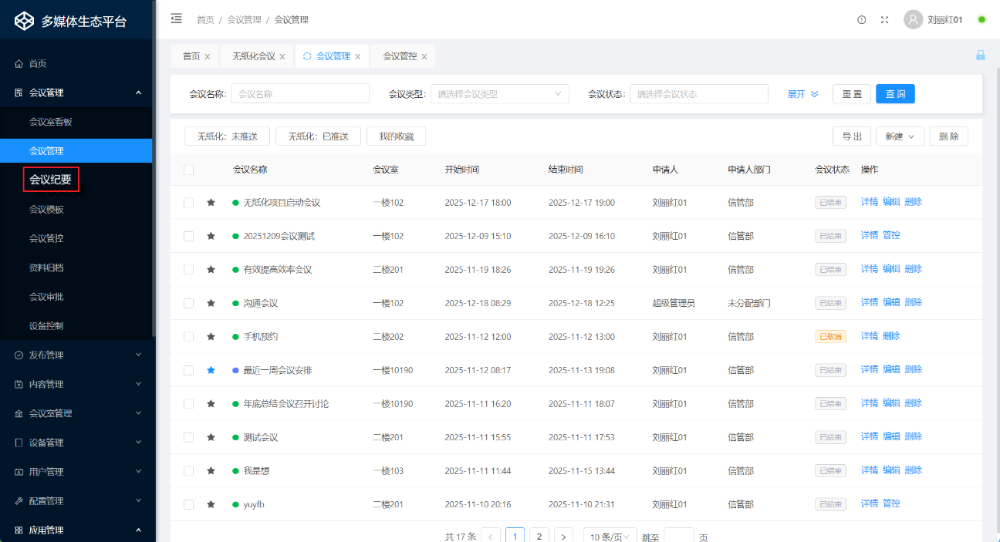 多媒体生态平台
首页 / 会议管理 / 会议管理
刘丽红01
首页
会议管理
会议室看板
会议管理
会议纪要
会议模板
会议管控
资料归档
会议审批
设备控制
发布管理
内容管理
会议室管理
设备管理
用户管理
配置管理
应用管理
首页 × 无纸化会议 × 会议管理 × 会议管控 ×
会议名称: 会议名称 会议类型: 请选择会议类型 会议状态: 请选择会议状态 展开 重 置 查 询
无纸化：未推送 无纸化：已推送 我的收藏 导 出 新建 删 除
会议名称 会议室 开始时间 结束时间 申请人 申请人部门 会议状态 操作
无纸化项目启动会议 一楼102 2025-12-17 18:00 2025-12-17 19:00 刘丽红01 信管部 已结束 详情 编辑 删除
20251209会议测试 一楼102 2025-12-09 15:10 2025-12-09 16:10 刘丽红01 信管部 已结束 详情 管控
有效提高效率会议 二楼201 2025-11-19 18:26 2025-11-19 19:26 刘丽红01 信管部 已结束 详情 编辑 删除
沟通会议 一楼102 2025-12-18 08:29 2025-12-18 12:25 超级管理员 未分配部门 已结束 详情 编辑 删除
手机预约 二楼202 2025-11-12 12:00 2025-11-12 13:00 刘丽红01 信管部 已取消 详情 删除
最近一周会议安排 一楼10190 2025-11-12 08:17 2025-11-13 19:08 刘丽红01 信管部 已结束 详情 编辑 删除
年底总结会议召开讨论 一楼10190 2025-11-11 16:20 2025-11-11 18:07 刘丽红01 信管部 已结束 详情 编辑 删除
测试会议 二楼201 2025-11-11 15:55 2025-11-11 17:53 刘丽红01 信管部 已结束 详情 编辑 删除
我是想 一楼103 2025-11-11 11:44 2025-11-15 13:44 刘丽红01 信管部 已结束 详情 编辑 删除
yuyfb 二楼201 2025-11-10 20:16 2025-11-10 21:31 刘丽红01 信管部 已结束 详情 管控
共 17 条 < 1 2 > 10 条/页 跳至 页